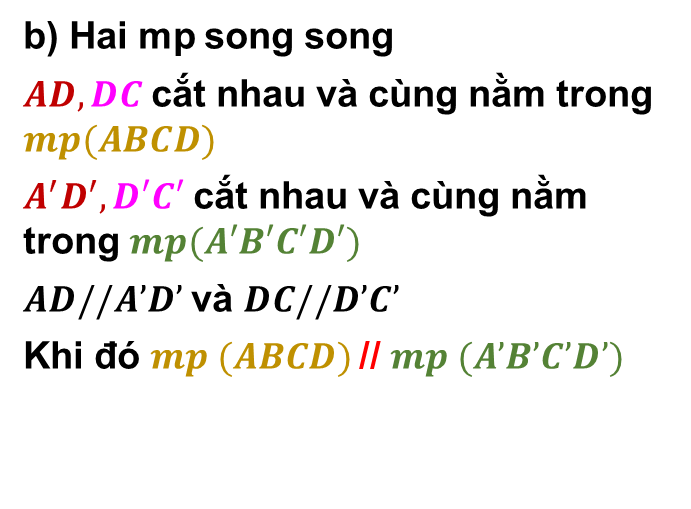 b) Hai mp song song
AD, DC cắt nhau và cùng nằm trong
mp(ABCD)
A′D′, D′C′ cắt nhau và cùng nằm
trong mp(A′B′C′D′)
AD//A’D’ và DC//D’C’
Khi đó mp (ABCD) // mp (A’B’C’D’)